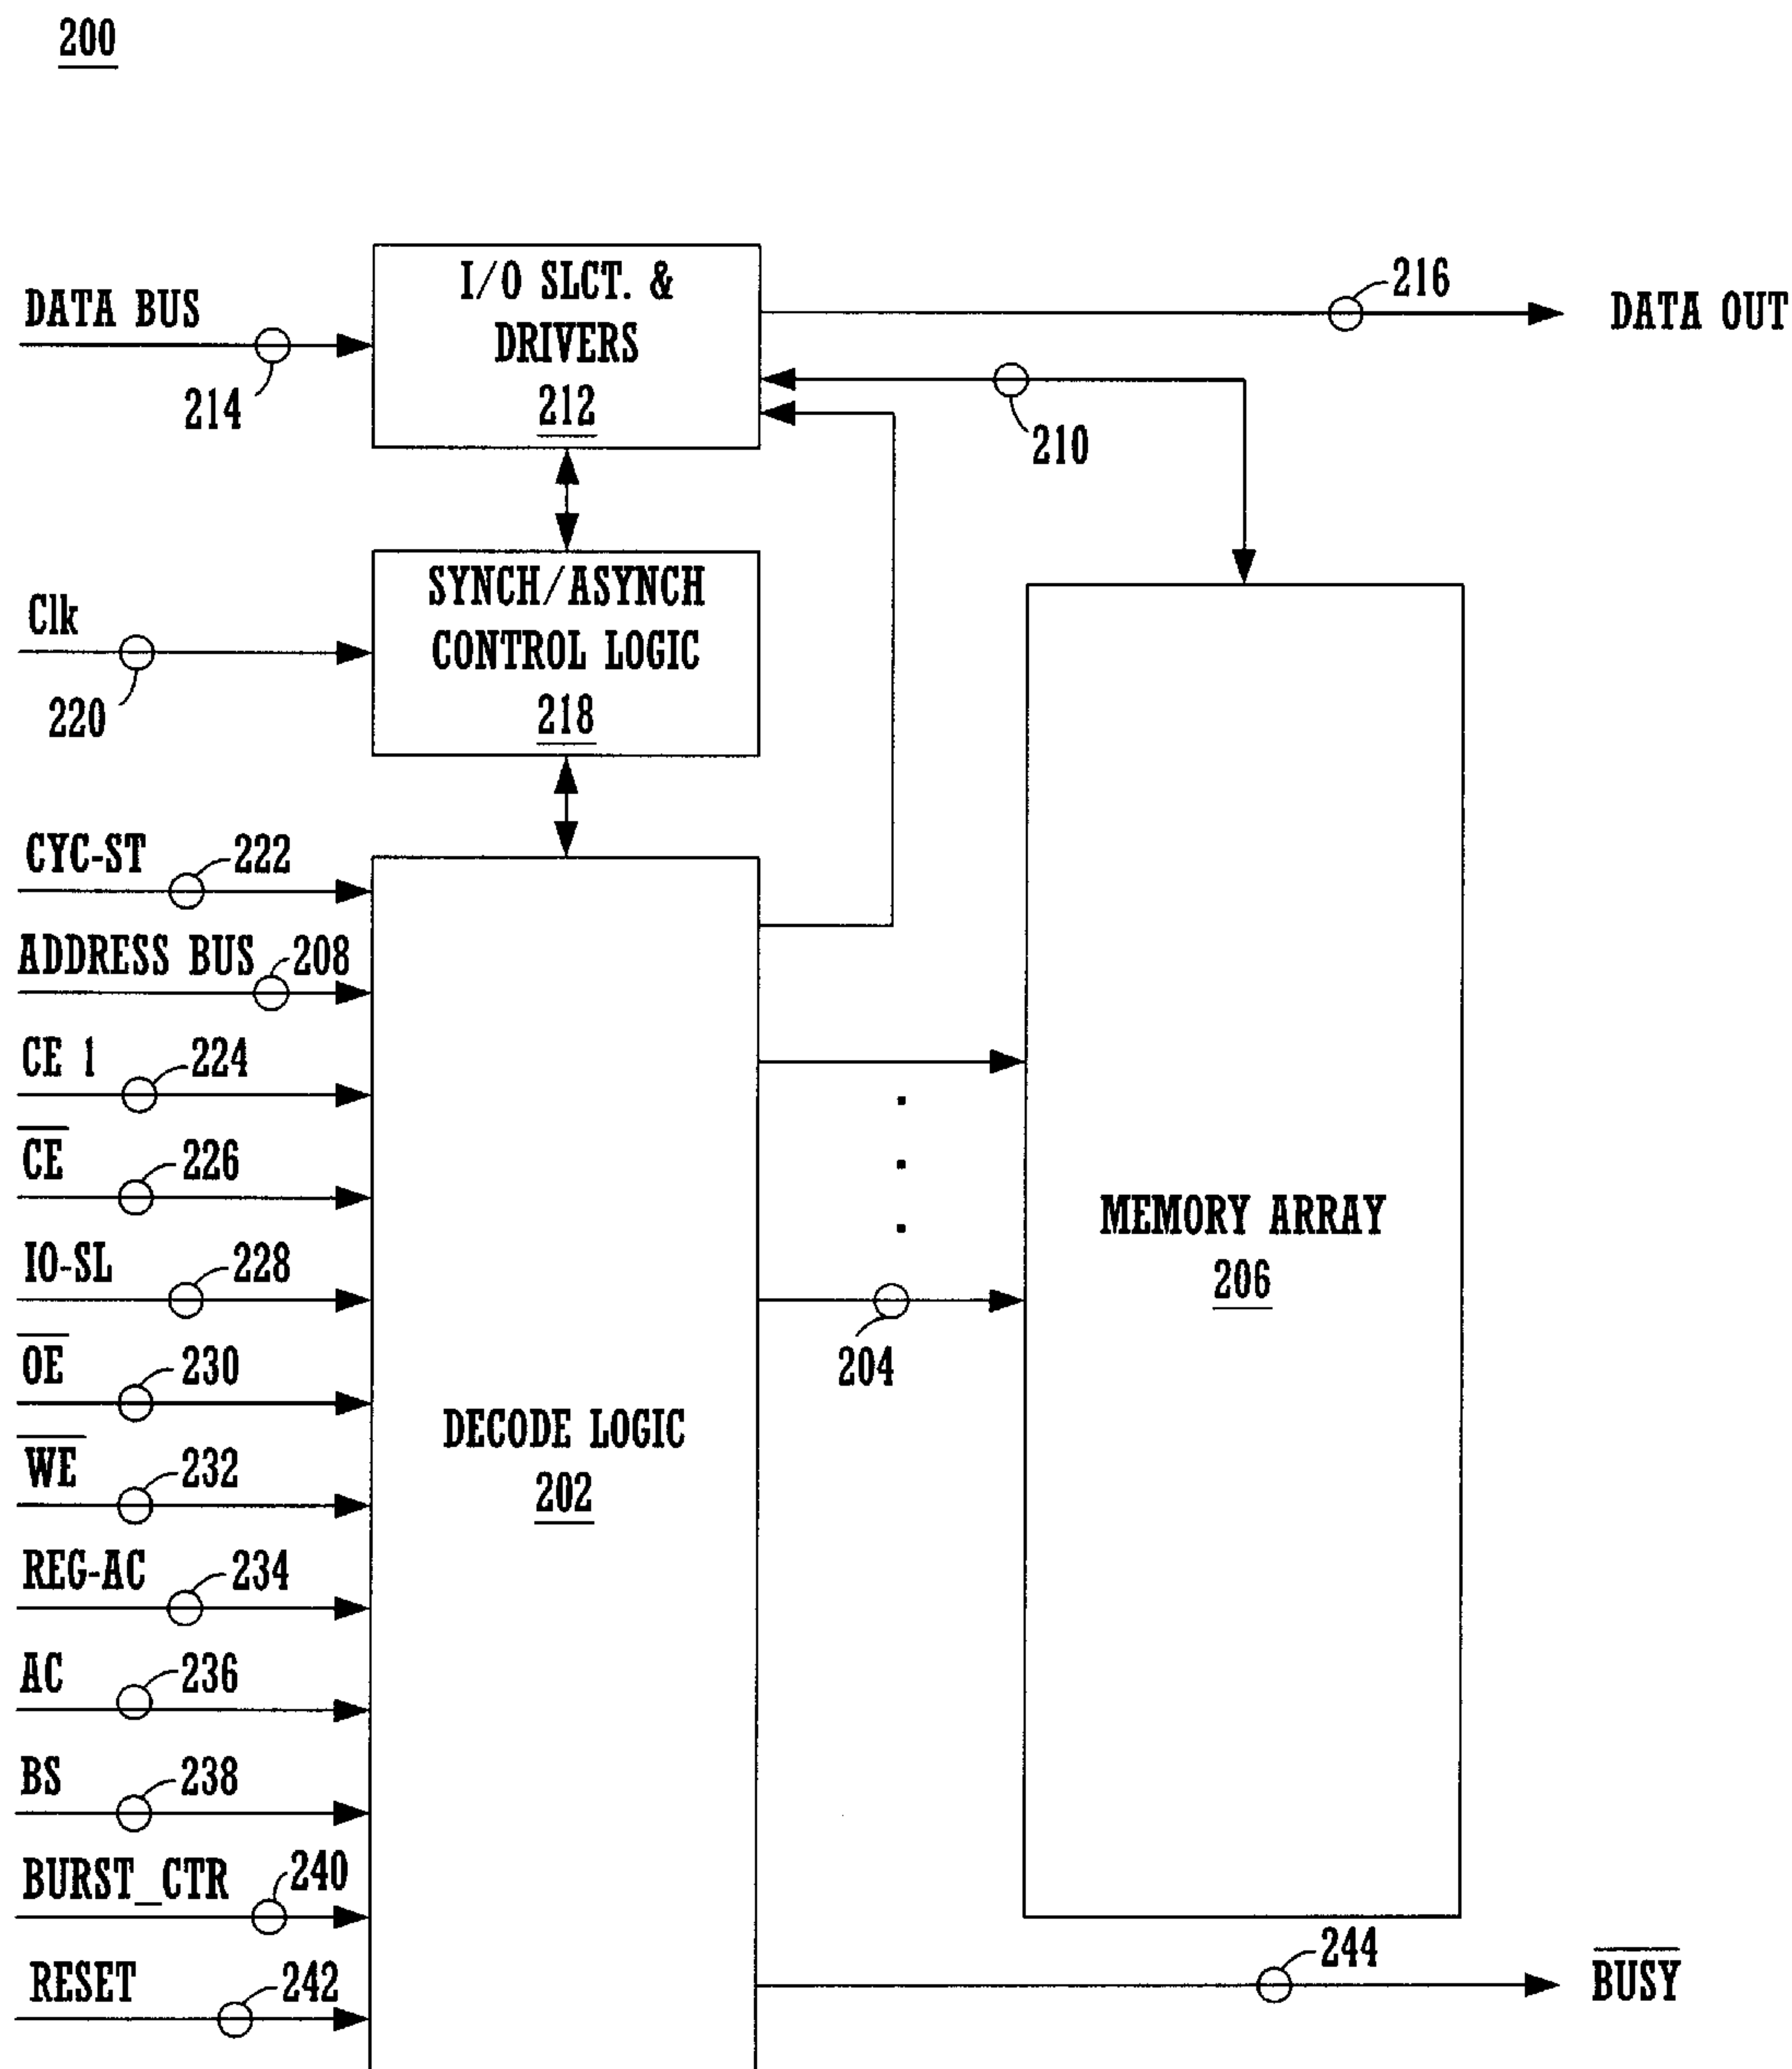 200
DATA BUS
214
I/O SLCT. &
DRIVERS
212
216
DATA OUT
210
Clk
220
SYNCH/ASYNCH
CONTROL LOGIC
218
CYC-ST
222
ADDRESS BUS
208
CE 1
224
CE
226
IO-SL
228
OE
230
WE
232
REG-AC
234
AC
236
BS
238
BURST_CTR
240
RESET
242
DECODE LOGIC
202
204
MEMORY ARRAY
206
244
BUSY